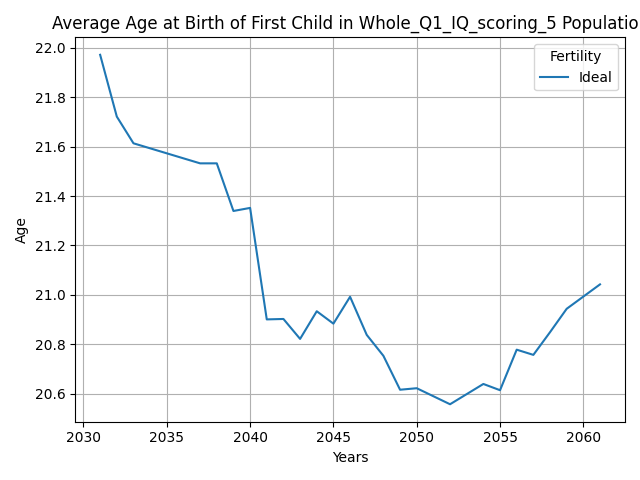 Average Age at Birth of First Child in Whole_Q1_IQ_scoring_5 Populatio
Fertility
Ideal
22.0
21.8
21.6
21.4
21.2
21.0
20.8
20.6
Age
2030 2035 2040 2045 2050 2055 2060
Years